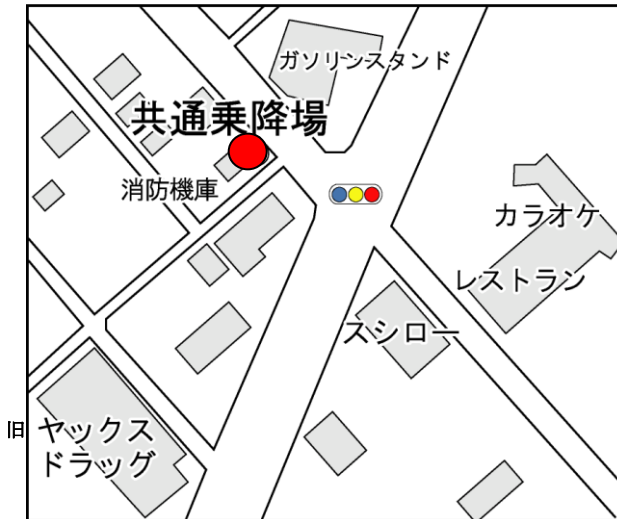 ガソリンスタンド
共通乗降場
消防機庫
カラオケ
レストラン
スシロー
旧
ヤックス
ドラッグ